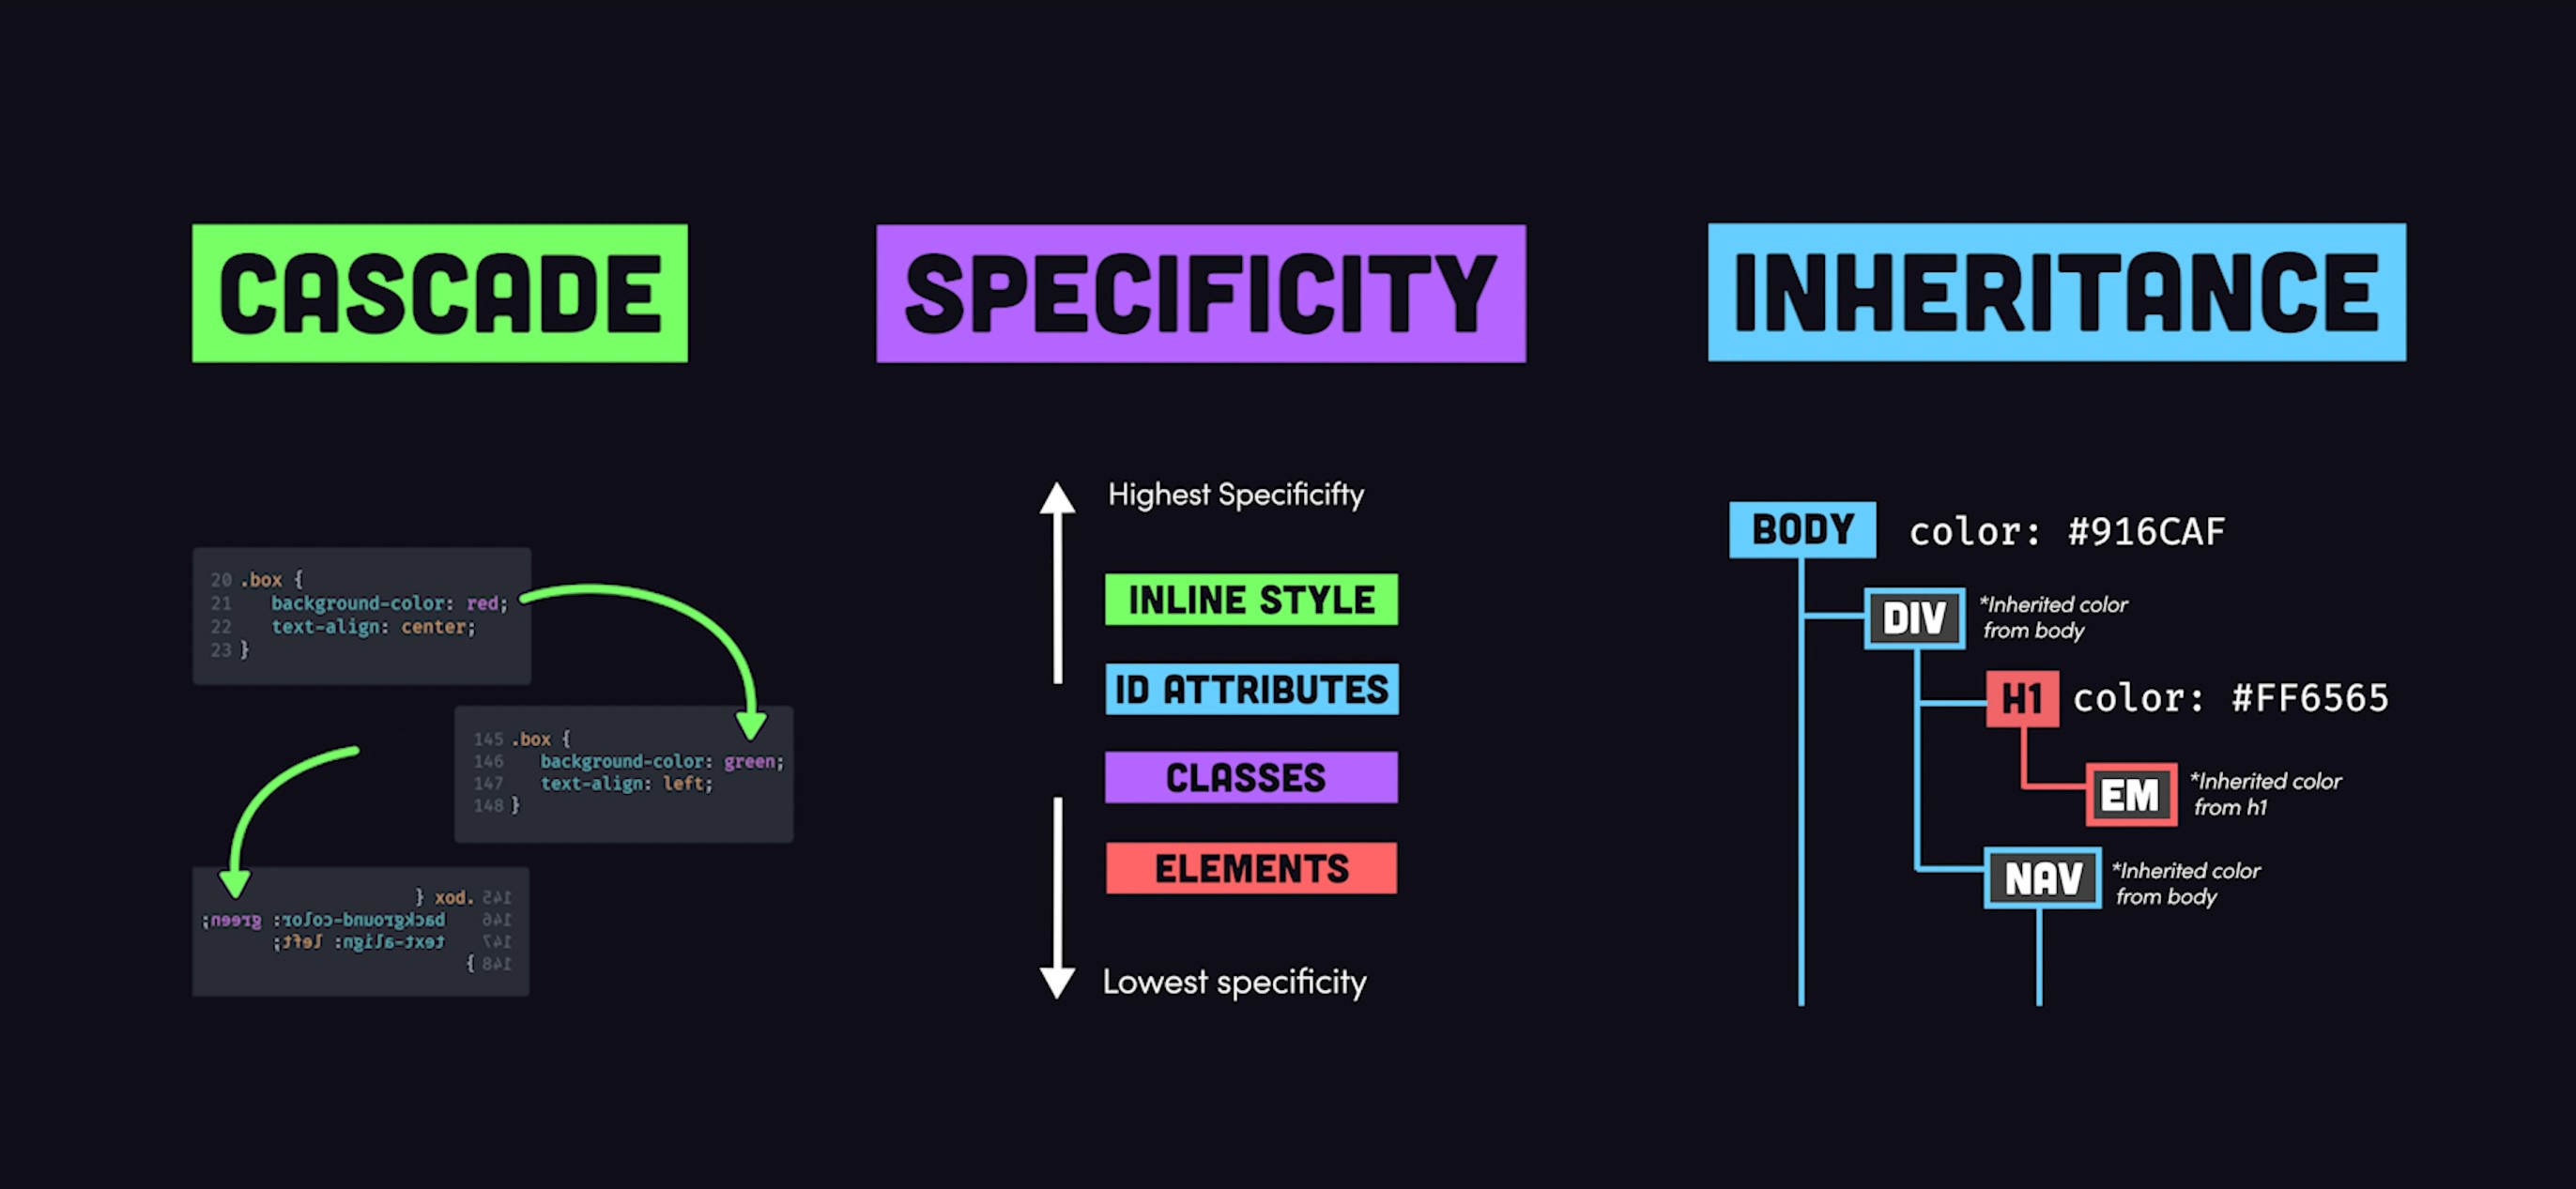 CASCADE
20 .box {
21 background-color: red;
22 text-align: center;
23 }
145 .box {
146 background-color: green;
147 text-align: left;
148 }
145 .box {
146 background-color: green;
147 text-align: left;
148 }
SPECIFICITY
Highest Specificifty
INLINE STYLE
ID ATTRIBUTES
CLASSES
ELEMENTS
Lowest specificity
INHERITANCE
BODY color: #916CAF
DIV *Inherited color
from body
H1 color: #FF6565
EM *Inherited color
from h1
NAV *Inherited color
from body